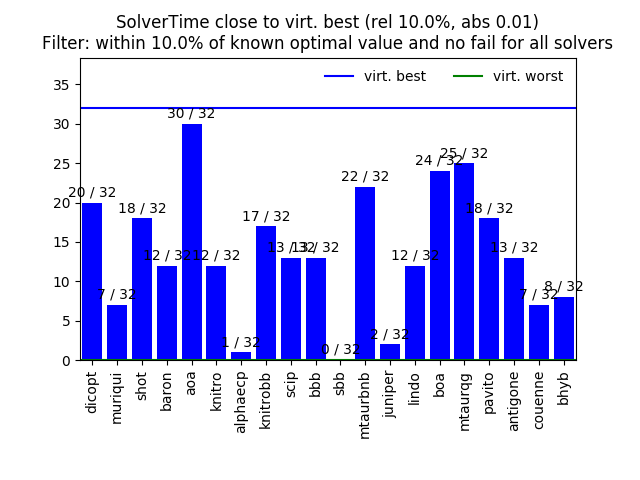 SolverTime close to virt. best (rel 10.0%, abs 0.01)
Filter: within 10.0% of known optimal value and no fail for all solvers
virt. best
virt. worst
35
30
25
20
15
10
5
0
20 / 32
7 / 32
18 / 32
12 / 32
30 / 32
12 / 32
1 / 32
17 / 32
13 / 32
13 / 32
0 / 32
22 / 32
2 / 32
12 / 32
24 / 32
25 / 32
18 / 32
13 / 32
7 / 32
8 / 32
dicopt
muriqui
shot
baron
aoa
knitro
alphaecp
knitrobb
scip
bbb
sbb
mtaurbnb
juniper
lindo
boa
mtaurqg
pavito
antigone
couenne
bhyb